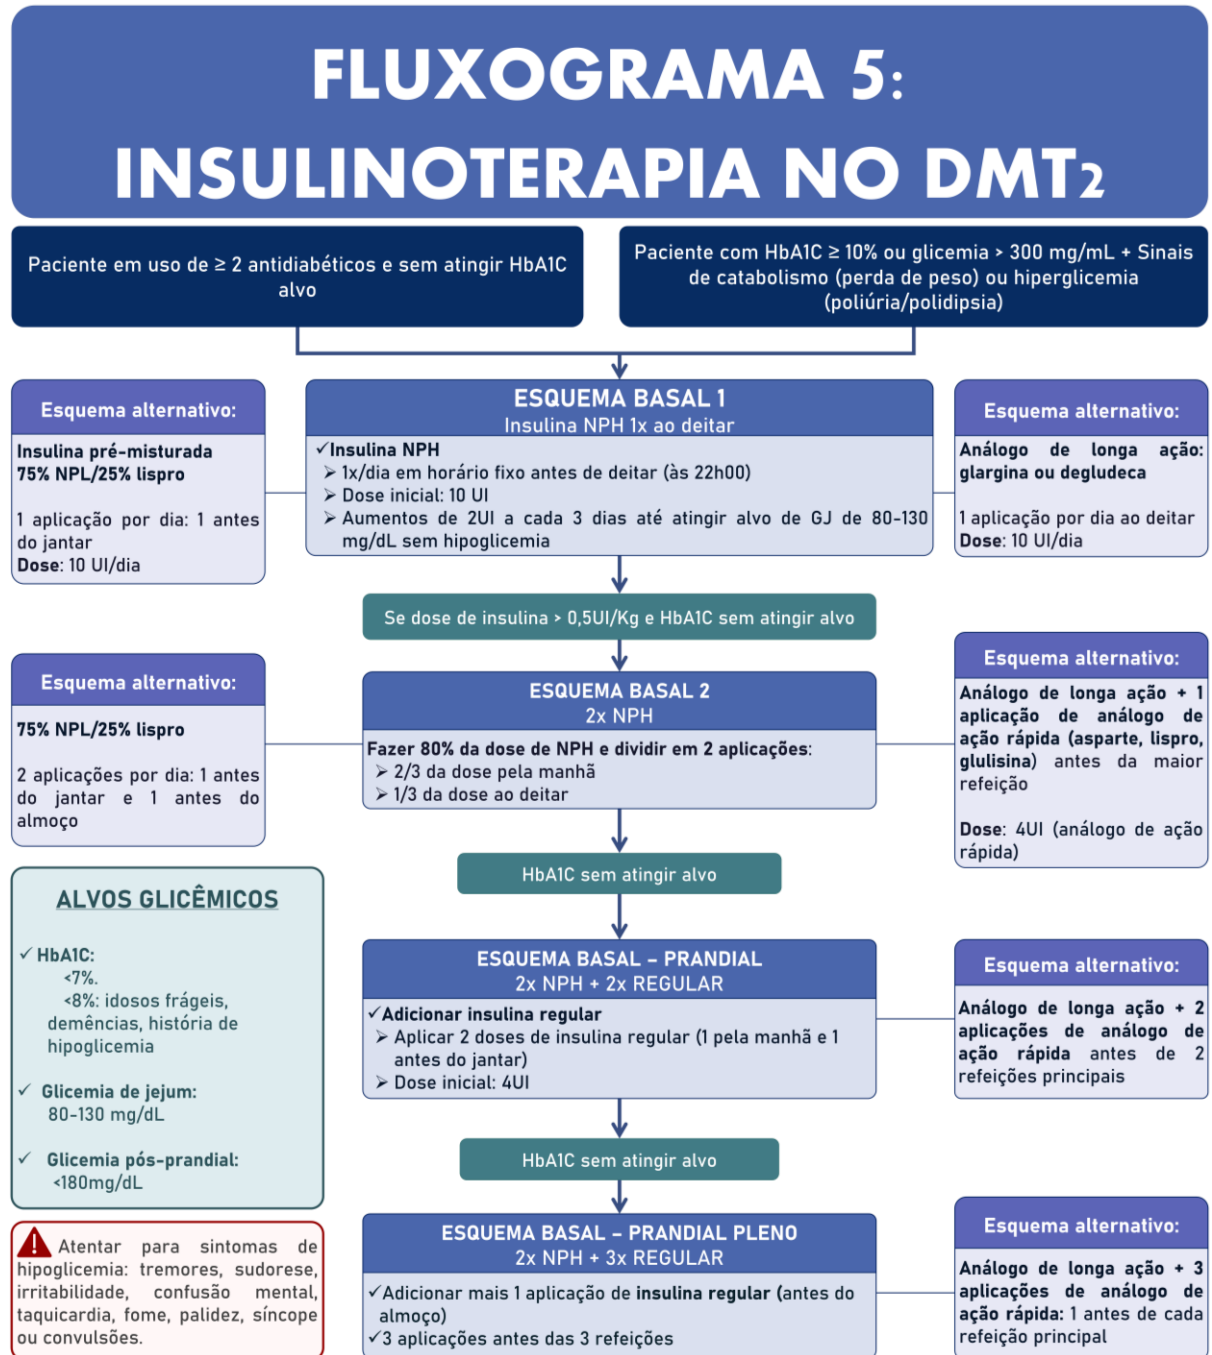 FLUXOGRAMA 5:
INSULINOTERAPIA NO DMT2
Paciente em uso de ≥ 2 antidiabéticos e sem atingir HbA1C
alvo
Paciente com HbA1C ≥ 10% ou glicemia > 300 mg/mL + Sinais
de catabolismo (perda de peso) ou hiperglicemia
(poliúria/polidipsia)
Esquema alternativo:
Insulina pré-misturada
75% NPL/25% lispro
1 aplicação por dia: 1 antes
do jantar
Dose: 10 UI/dia
ESQUEMA BASAL 1
Insulina NPH 1x ao deitar
✓Insulina NPH
➢ 1x/dia em horário fixo antes de deitar (às 22h00)
➢ Dose inicial: 10 UI
➢ Aumentos de 2UI a cada 3 dias até atingir alvo de GJ de 80-130
mg/dL sem hipoglicemia
Esquema alternativo:
Análogo de longa ação:
glargina ou degludeca
1 aplicação por dia ao deitar
Dose: 10 UI/dia
Se dose de insulina > 0,5UI/Kg e HbA1C sem atingir alvo
Esquema alternativo:
75% NPL/25% lispro
2 aplicações por dia: 1 antes
do jantar e 1 antes do
almoço
ESQUEMA BASAL 2
2x NPH
Fazer 80% da dose de NPH e dividir em 2 aplicações:
➢ 2/3 da dose pela manhã
➢ 1/3 da dose ao deitar
Esquema alternativo:
Análogo de longa ação + 1
aplicação de análogo de
ação rápida (asparte, lispro,
glulisina) antes da maior
refeição
Dose: 4UI (análogo de ação
rápida)
HbA1C sem atingir alvo
ALVOS GLICÊMICOS
✓ HbA1C:
<7%.
<8%: idosos frágeis,
demências, história de
hipoglicemia
✓ Glicemia de jejum:
80-130 mg/dL
✓ Glicemia pós-prandial:
<180mg/dL
ESQUEMA BASAL – PRANDIAL
2x NPH + 2x REGULAR
✓Adicionar insulina regular
➢ Aplicar 2 doses de insulina regular (1 pela manhã e 1
antes do jantar)
➢ Dose inicial: 4UI
Esquema alternativo:
Análogo de longa ação + 2
aplicações de análogo de
ação rápida antes de 2
refeições principais
HbA1C sem atingir alvo
Atentar para sintomas de
hipoglicemia: tremores, sudorese,
irritabilidade, confusão mental,
taquicardia, fome, palidez, síncope
ou convulsões.
ESQUEMA BASAL – PRANDIAL PLENO
2x NPH + 3x REGULAR
✓Adicionar mais 1 aplicação de insulina regular (antes do
almoço)
✓3 aplicações antes das 3 refeições
Esquema alternativo:
Análogo de longa ação + 3
aplicações de análogo de
ação rápida: 1 antes de cada
refeição principal